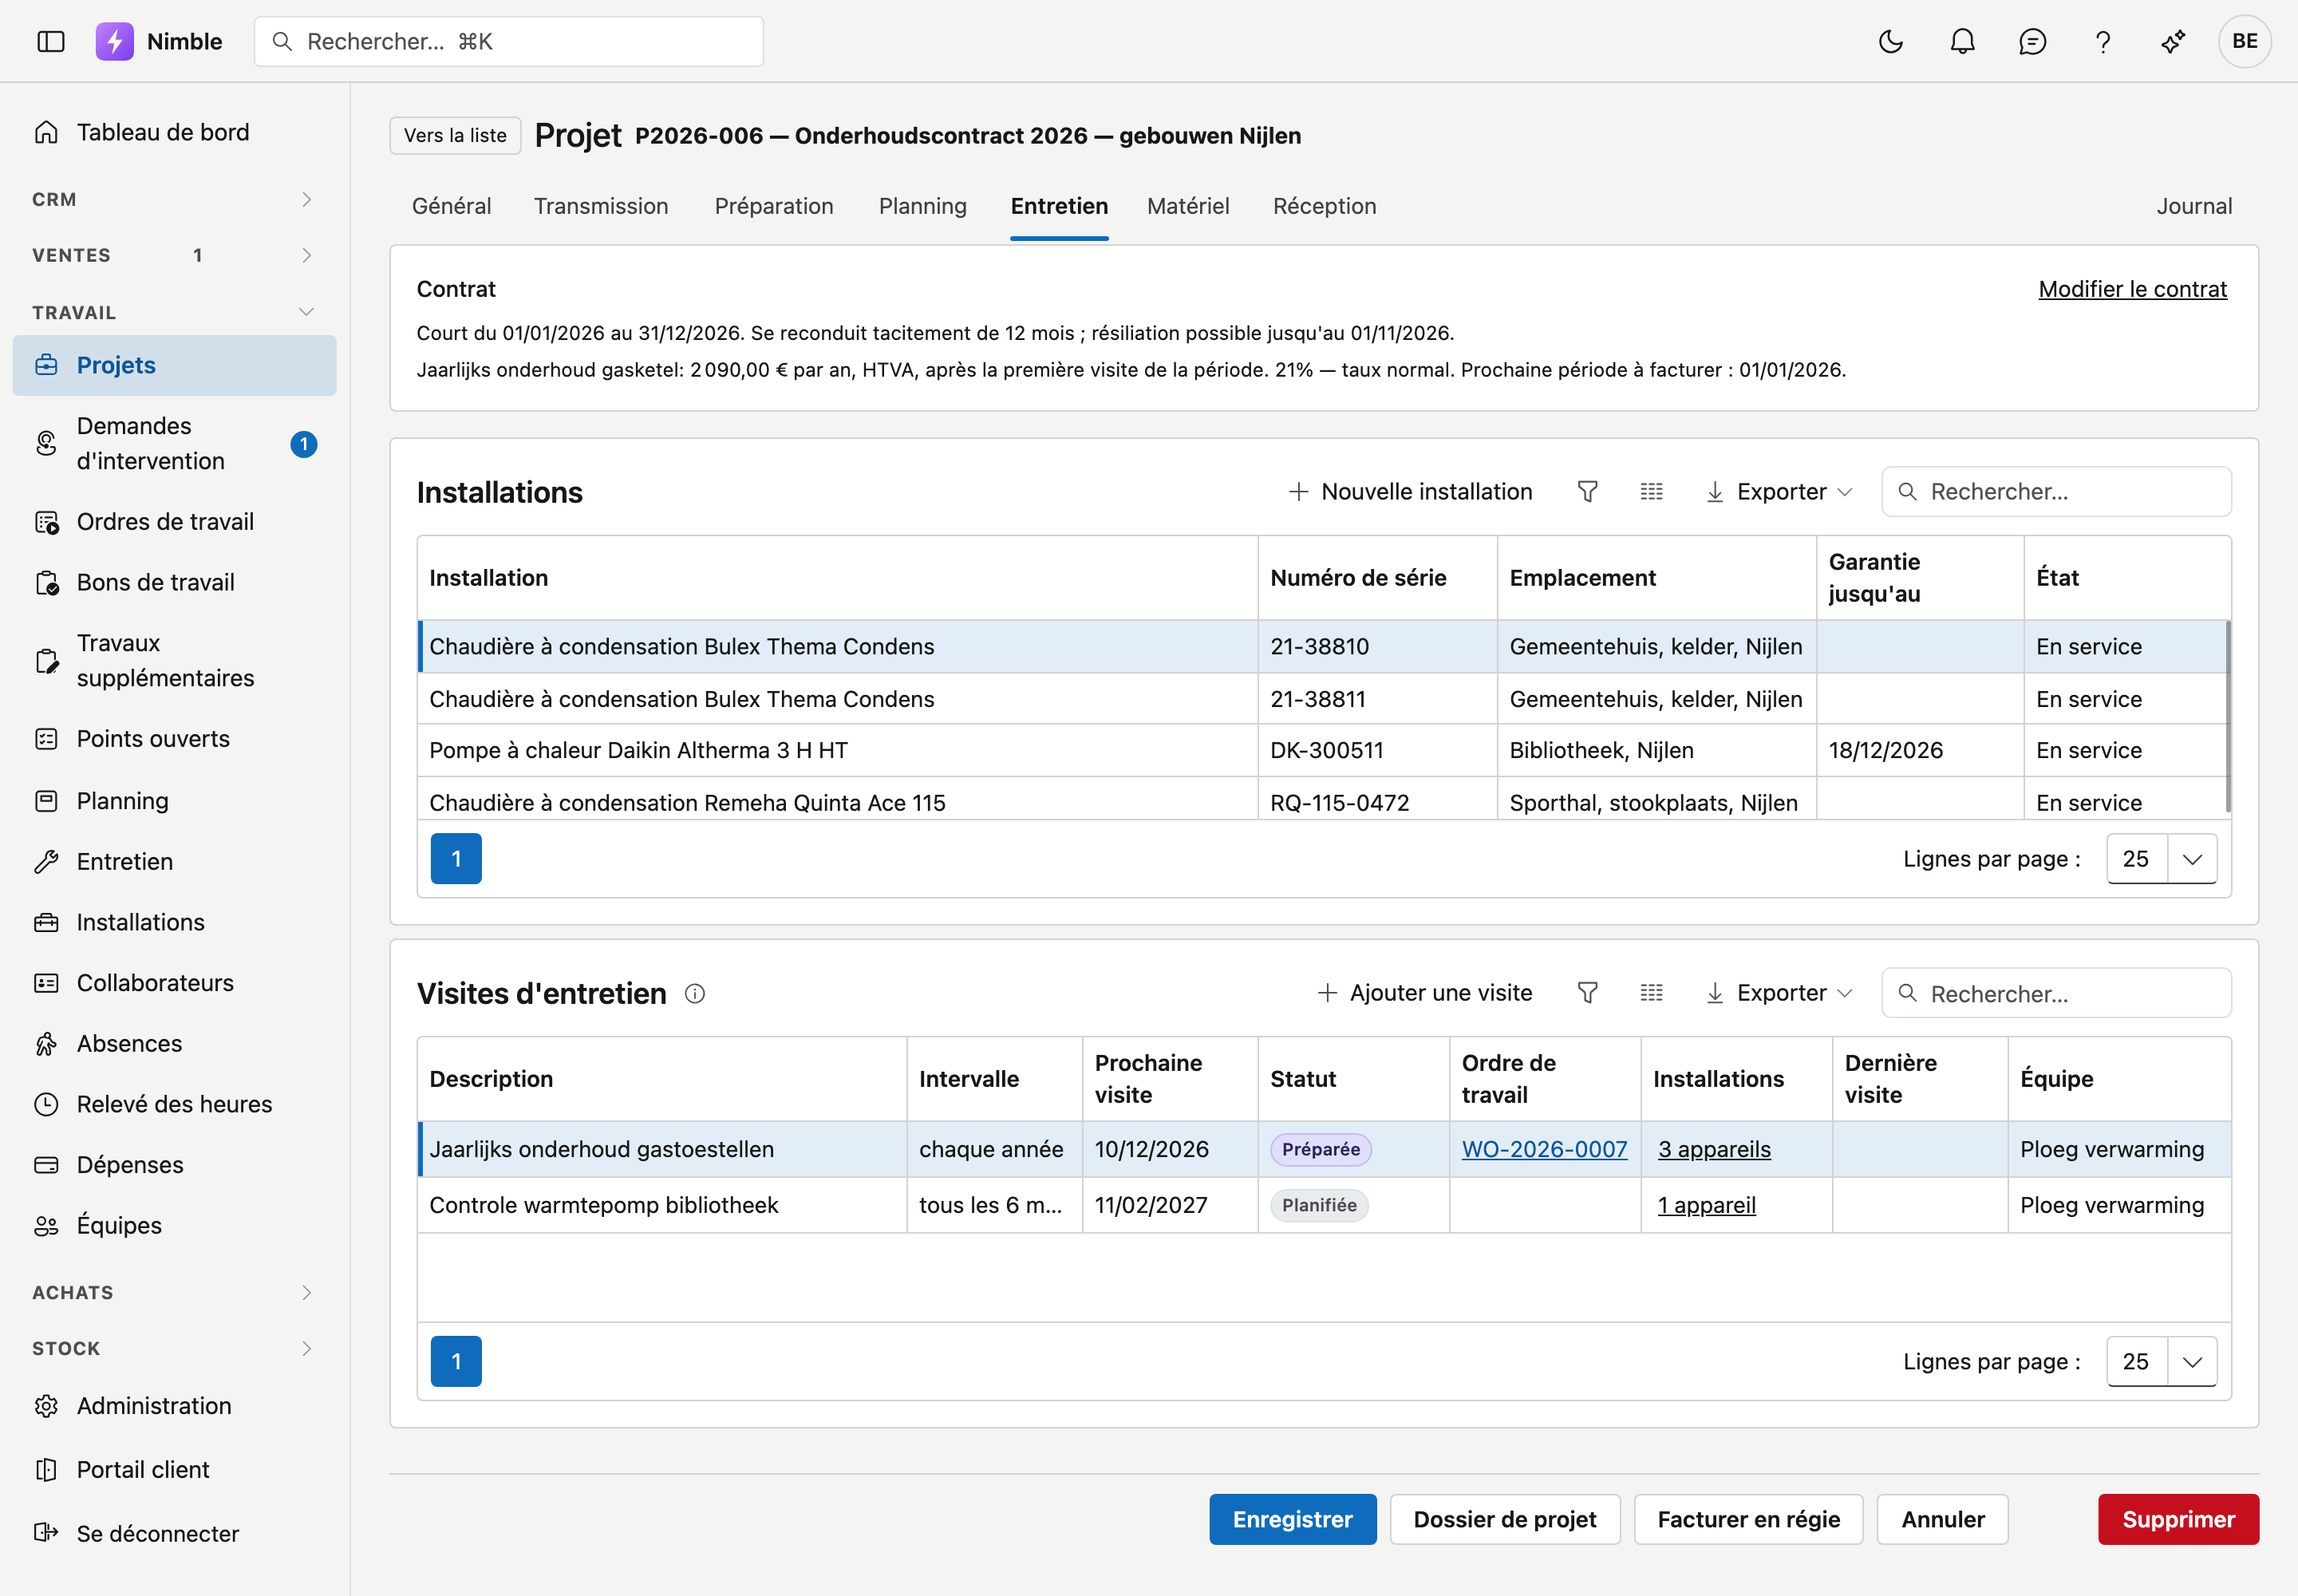 Nimble
Rechercher... ⌘K
BE
Tableau de bord
CRM
VENTES 1
TRAVAIL
Projets
Demandes
d'intervention
1
Ordres de travail
Bons de travail
Travaux
supplémentaires
Points ouverts
Planning
Entretien
Installations
Collaborateurs
Absences
Relevé des heures
Dépenses
Équipes
ACHATS
STOCK
Administration
Portail client
Se déconnecter
Vers la liste
Projet P2026-006 — Onderhoudscontract 2026 — gebouwen Nijlen
Général Transmission Préparation Planning Entretien Matériel Réception Journal
Contrat
Modifier le contrat
Court du 01/01/2026 au 31/12/2026. Se reconduit tacitement de 12 mois ; résiliation possible jusqu'au 01/11/2026.
Jaarlijks onderhoud gasketel: 2 090,00 € par an, HTVA, après la première visite de la période. 21% — taux normal. Prochaine période à facturer : 01/01/2026.
Installations
Nouvelle installation
Exporter
Rechercher...
Installation Numéro de série Emplacement Garantie jusqu'au État
Chaudière à condensation Bulex Thema Condens 21-38810 Gemeentehuis, kelder, Nijlen En service
Chaudière à condensation Bulex Thema Condens 21-38811 Gemeentehuis, kelder, Nijlen En service
Pompe à chaleur Daikin Altherma 3 H HT DK-300511 Bibliotheek, Nijlen 18/12/2026 En service
Chaudière à condensation Remeha Quinta Ace 115 RQ-115-0472 Sporthal, stookplaats, Nijlen En service
1
Lignes par page : 25
Visites d'entretien
Ajouter une visite
Exporter
Rechercher...
Description Intervalle Prochaine visite Statut Ordre de travail Installations Dernière visite Équipe
Jaarlijks onderhoud gastoestellen chaque année 10/12/2026 Préparée WO-2026-0007 3 appareils Ploeg verwarming
Controle warmtepomp bibliotheek tous les 6 m... 11/02/2027 Planifiée 1 appareil Ploeg verwarming
1
Lignes par page : 25
Enregistrer
Dossier de projet
Facturer en régie
Annuler
Supprimer